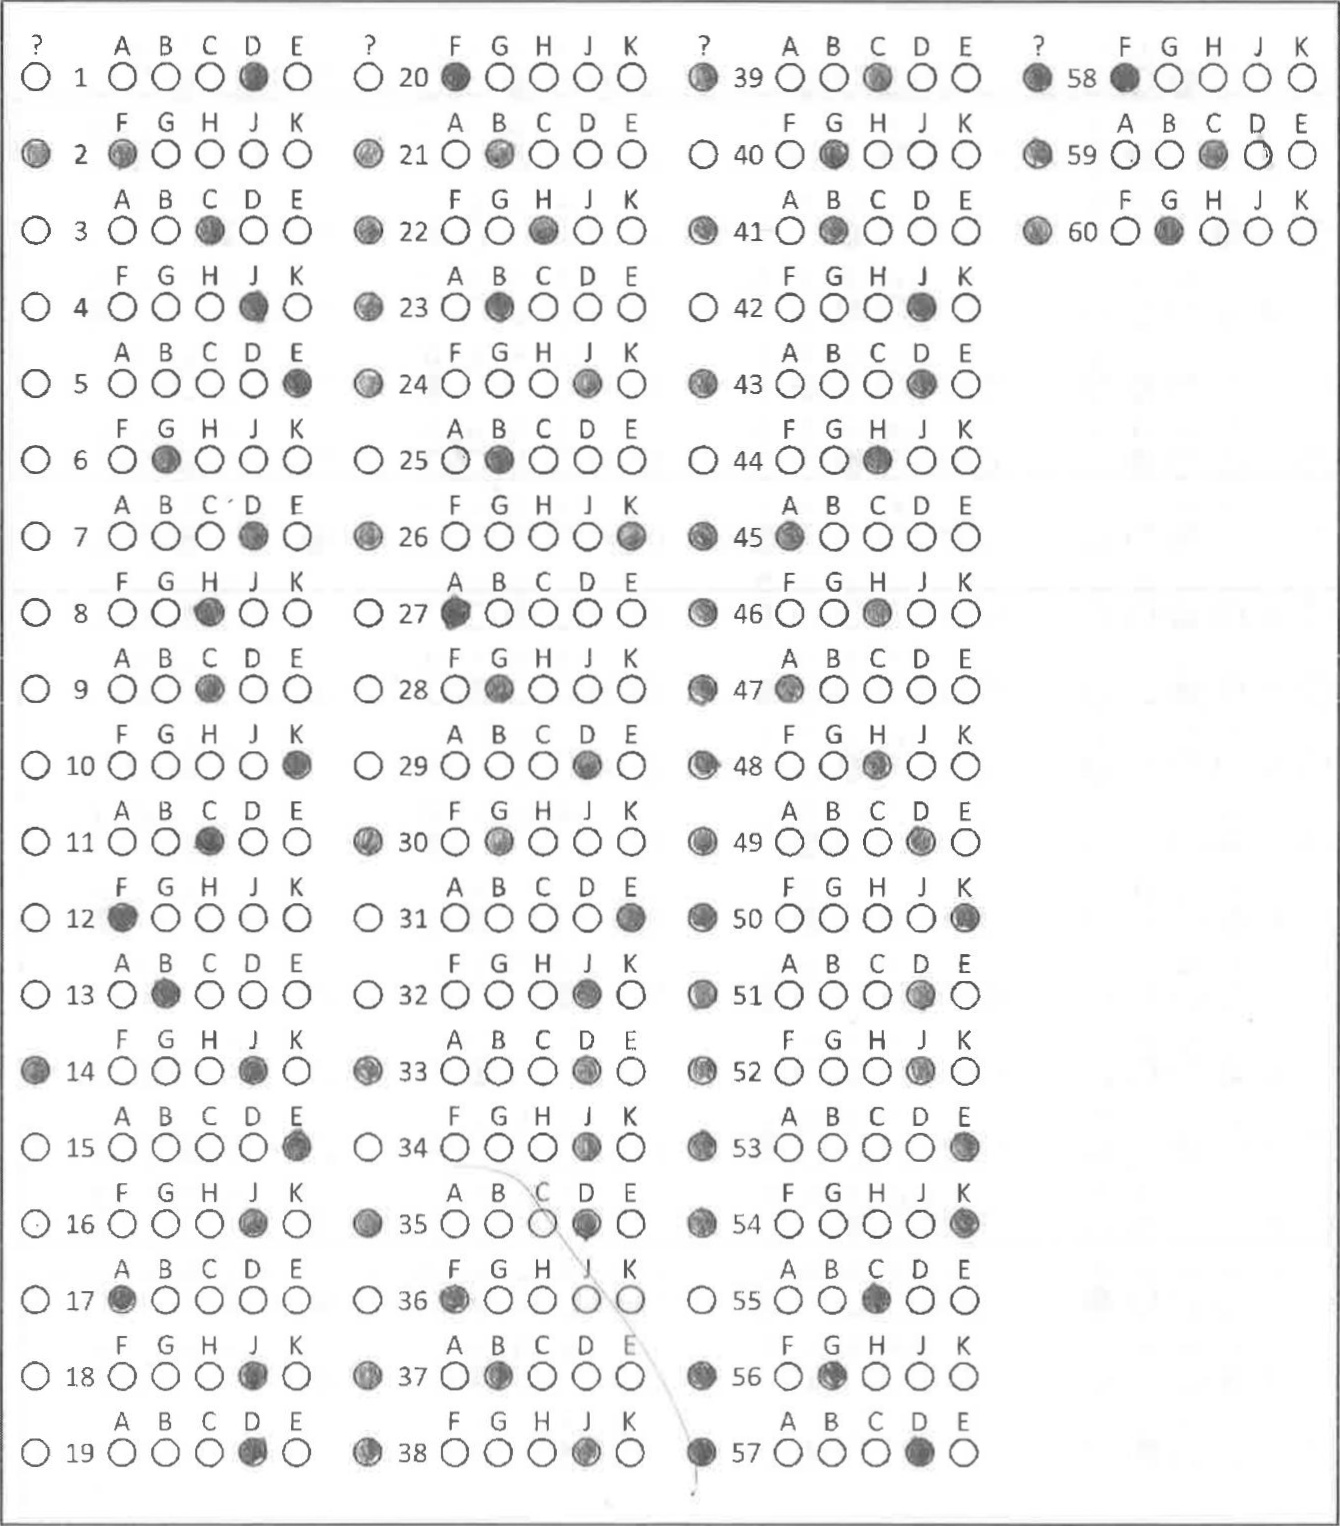 ? A B C D E
1
F G H J K
2
A B C D E
3
F G H J K
4
A B C D E
5
F G H J K
6
A B C D E
7
F G H J K
8
A B C D E
9
F G H J K
10
A B C D E
11
F G H J K
12
A B C D E
13
F G H J K
14
A B C D E
15
F G H J K
16
A B C D E
17
F G H J K
18
A B C D E
19
? F G H J K
20
A B C D E
21
F G H J K
22
A B C D E
23
F G H J K
24
A B C D E
25
F G H J K
26
A B C D E
27
F G H J K
28
A B C D E
29
F G H J K
30
A B C D E
31
F G H J K
32
A B C D E
33
F G H J K
34
A B C D E
35
F G H J K
36
A B C D E
37
F G H J K
38
? A B C D E
39
F G H J K
40
A B C D E
41
F G H J K
42
A B C D E
43
F G H J K
44
A B C D E
45
F G H J K
46
A B C D E
47
F G H J K
48
A B C D E
49
F G H J K
50
A B C D E
51
F G H J K
52
A B C D E
53
F G H J K
54
A B C D E
55
F G H J K
56
A B C D E
57
? F G H J K
58
A B C D E
59
F G H J K
60